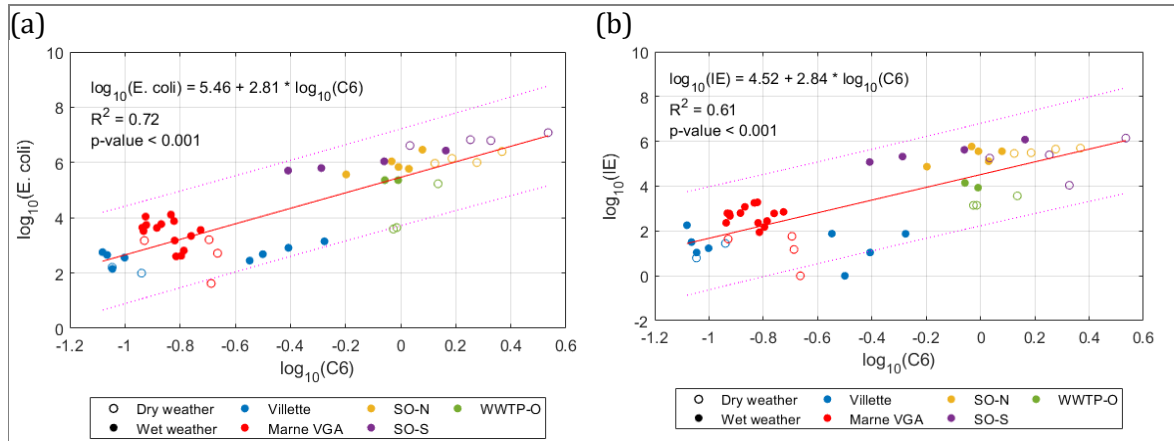 (a)
log10(E. coli) = 5.46 + 2.81 * log10(C6)
R2 = 0.72
p-value < 0.001
log10(E. coli)
10
8
6
4
2
0
-1.2 -1 -0.8 -0.6 -0.4 -0.2 0 0.2 0.4 0.6
log10(C6)
Dry weather Villette SO-N WWTP-O
Wet weather Marne VGA SO-S
(b)
log10(IE) = 4.52 + 2.84 * log10(C6)
R2 = 0.61
p-value < 0.001
log10(IE)
10
8
6
4
2
0
-2
-1.2 -1 -0.8 -0.6 -0.4 -0.2 0 0.2 0.4 0.6
log10(C6)
Dry weather Villette SO-N WWTP-O
Wet weather Marne VGA SO-S